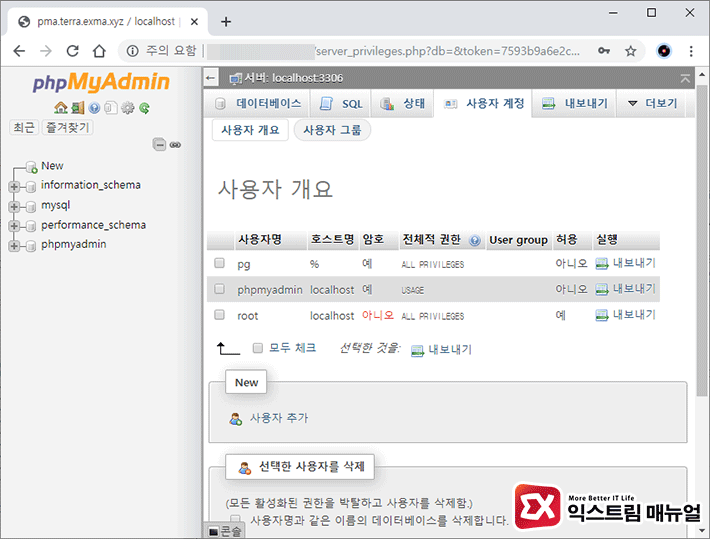 pma.terra.exma.xyz / localhost |
주의 요함 /server_privileges.php?db=&token=7593b9a6e2c...
phpMyAdmin
최근 즐겨찾기
New
information_schema
mysql
performance_schema
phpmyadmin
서버: localhost:3306
데이터베이스 SQL 상태 사용자 계정 내보내기 더보기
사용자 개요 사용자 그룹
사용자 개요
사용자명 호스트명 암호 전체적 권한 User group 허용 실행
pg % 예 ALL PRIVILEGES 아니오 내보내기
phpmyadmin localhost 예 USAGE 아니오 내보내기
root localhost 아니오 ALL PRIVILEGES 예 내보내기
모두 체크 선택한 것을: 내보내기
New
사용자 추가
선택한 사용자를 삭제
(모든 활성화된 권한을 박탈하고 사용자를 삭제함.)
사용자명과 같은 이름의 데이터베이스를 삭제합니다.
콘솔
EX
More Better IT Life
익스트림 매뉴얼